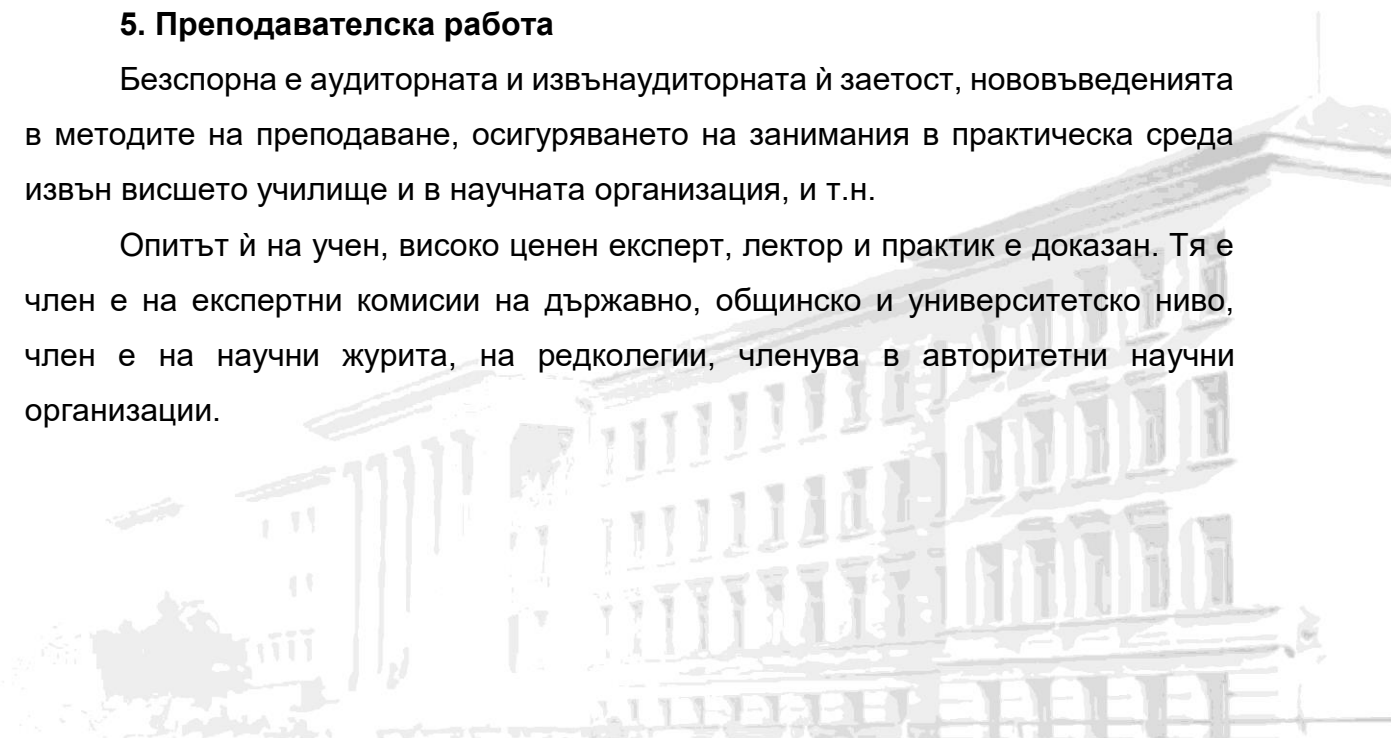 5. Преподавателска работа
Безспорна е аудиторната и извънаудиторната ѝ заетост, нововъведенията
в методите на преподаване, осигуряването на занимания в практическа среда
извън висшето училище и в научната организация, и т.н.
Опитът ѝ на учен, високо ценен експерт, лектор и практик е доказан. Тя е
член е на експертни комисии на държавно, общинско и университетско ниво,
член е на научни журита, на редколегии, членува в авторитетни научни
организации.